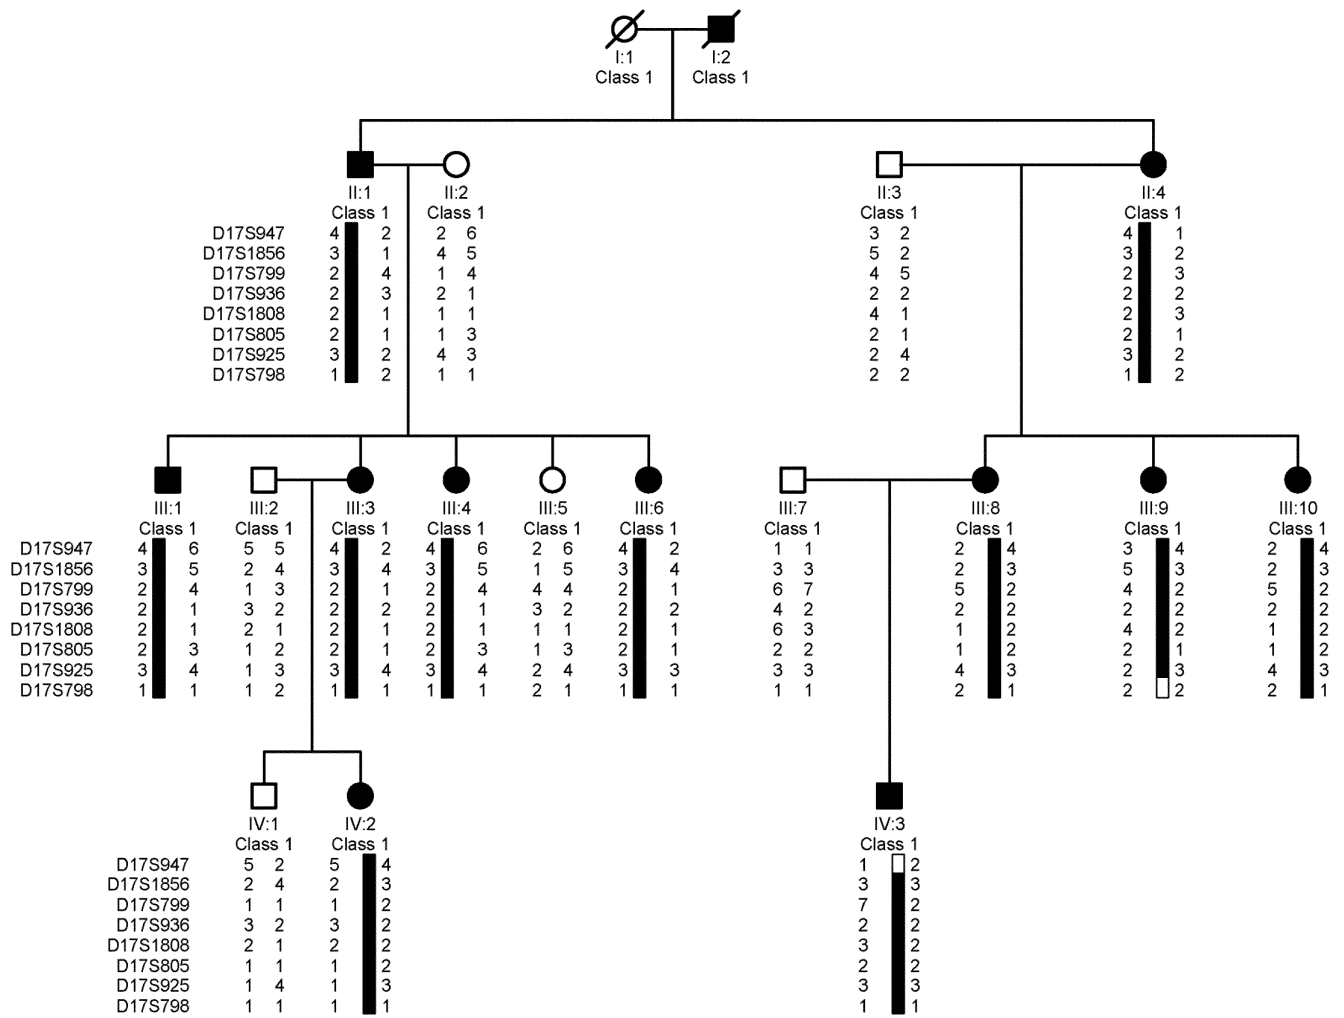 I:1 I:2
Class 1 Class 1
II:1 II:2 II:3 II:4
Class 1 Class 1 Class 1 Class 1
D17S947 4 2 2 6 3 2 4 1
D17S1856 3 1 4 5 5 2 3 2
D17S799 2 4 1 4 4 5 2 3
D17S936 2 3 2 1 2 2 2 2
D17S1808 2 1 1 1 4 1 2 3
D17S805 2 1 1 3 2 1 2 1
D17S925 3 2 4 3 2 4 3 2
D17S798 1 2 1 1 2 2 1 2
III:1 III:2 III:3 III:4 III:5 III:6 III:7 III:8 III:9 III:10
Class 1 Class 1 Class 1 Class 1 Class 1 Class 1 Class 1 Class 1 Class 1 Class 1
D17S947 4 6 5 5 4 2 4 6 2 6 4 2 1 1 2 4 3 4 2 4
D17S1856 3 5 2 4 3 4 3 5 1 5 3 4 3 3 2 3 5 3 2 3
D17S799 2 4 1 3 2 1 2 4 4 4 2 1 6 7 5 2 4 2 5 2
D17S936 2 1 3 2 2 2 2 1 3 2 2 2 4 2 2 2 2 2 2 2
D17S1808 2 1 2 1 2 1 2 1 1 1 2 1 6 3 1 2 4 2 1 2
D17S805 2 3 1 2 2 1 2 3 1 3 2 1 2 2 1 2 2 2 1 2
D17S925 3 4 1 3 3 4 3 4 2 4 3 3 3 3 4 3 2 3 4 3
D17S798 1 1 1 2 1 1 1 1 2 1 1 1 1 1 2 1 2 2 2 1
IV:1 IV:2 IV:3
Class 1 Class 1 Class 1
D17S947 5 2 5 4 1 2
D17S1856 2 4 2 3 3 3
D17S799 1 1 1 2 7 2
D17S936 3 2 3 2 2 2
D17S1808 2 1 2 2 3 2
D17S805 1 1 1 2 2 2
D17S925 1 4 1 3 3 3
D17S798 1 1 1 1 1 1